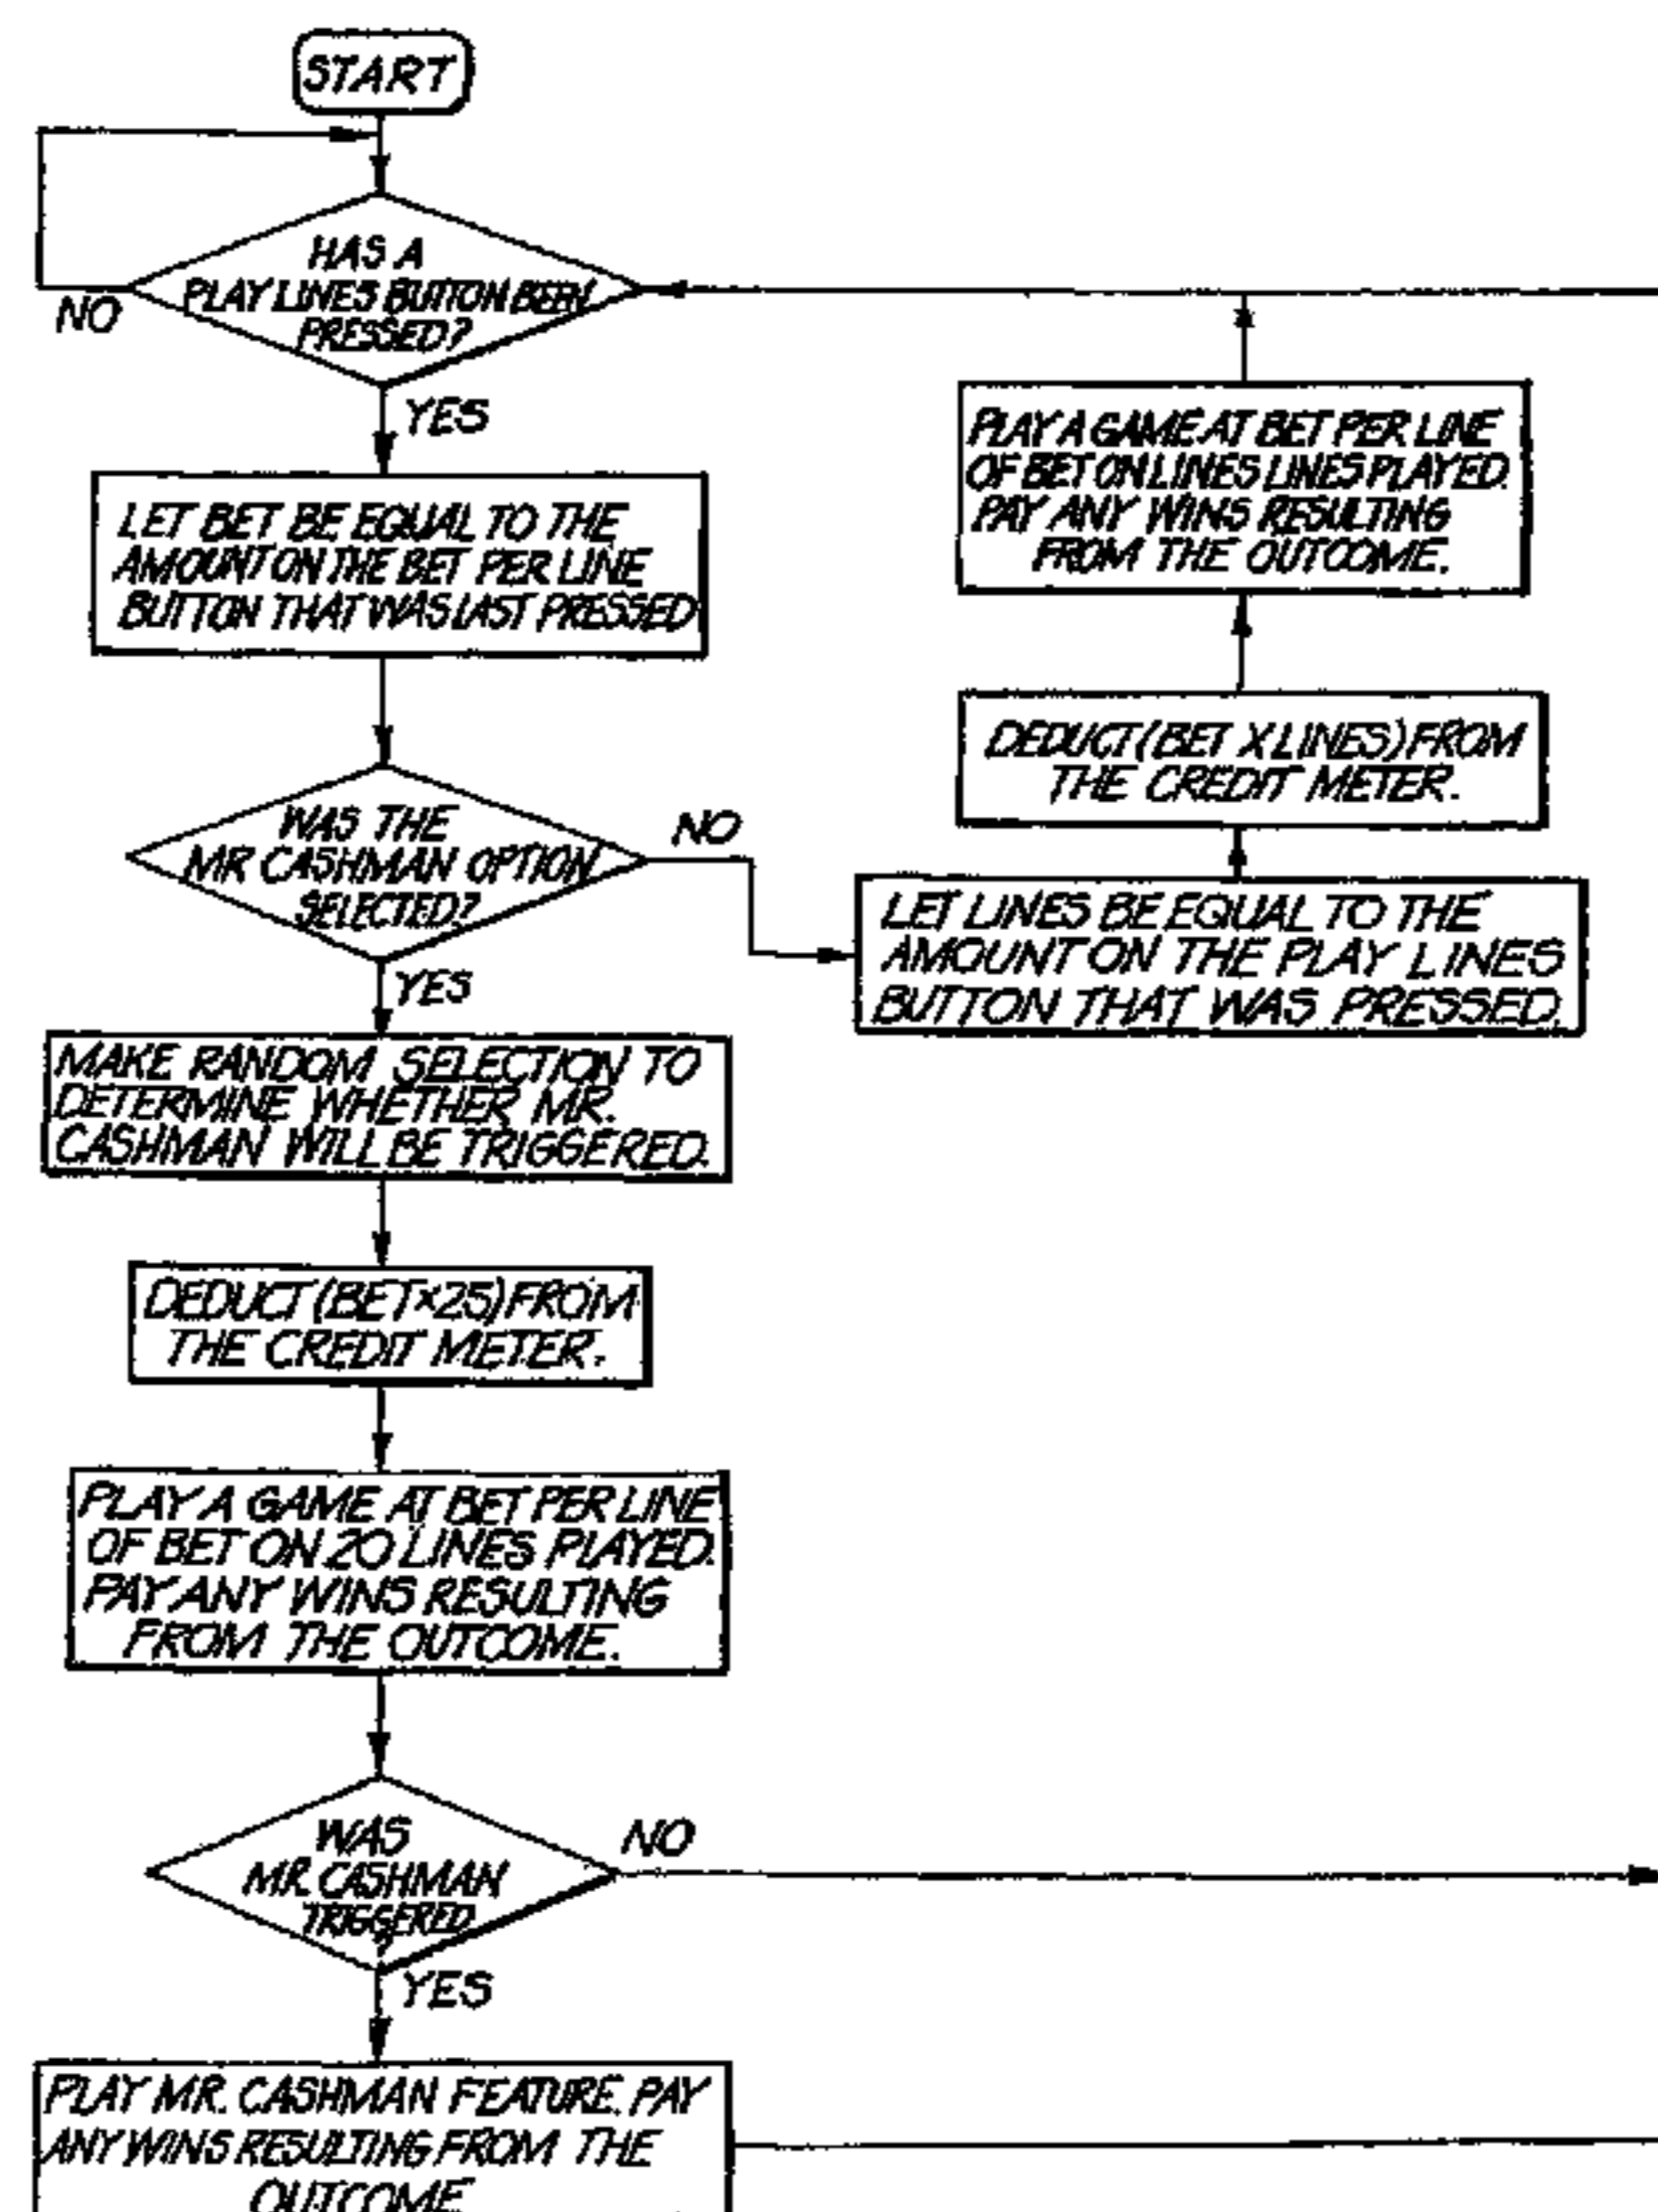 START
HAS A
PLAY LINES BUTTON BEEN
PRESSED?
NO
YES
LET BET BE EQUAL TO THE
AMOUNT ON THE BET PER LINE
BUTTON THAT WAS LAST PRESSED
WAS THE
MR CASHMAN OPTION
SELECTED?
NO
YES
PLAY A GAME AT BET PER LINE
OF BET ON LINES LINES PLAYED.
PAY ANY WINS RESULTING
FROM THE OUTCOME.
DEDUCT (BET X LINES) FROM
THE CREDIT METER.
LET LINES BE EQUAL TO THE
AMOUNT ON THE PLAY LINES
BUTTON THAT WAS PRESSED.
MAKE RANDOM SELECTION TO
DETERMINE WHETHER MR.
CASHMAN WILL BE TRIGGERED.
DEDUCT (BET×25) FROM
THE CREDIT METER.
PLAY A GAME AT BET PER LINE
OF BET ON 20 LINES PLAYED.
PAY ANY WINS RESULTING
FROM THE OUTCOME.
WAS
MR. CASHMAN
TRIGGERED
?
NO
YES
PLAY MR. CASHMAN FEATURE. PAY
ANY WINS RESULTING FROM THE
OUTCOME